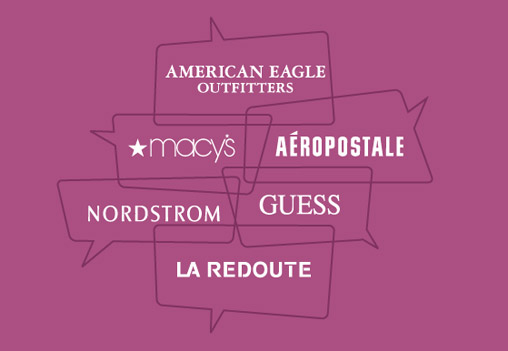 AMERICAN EAGLE
OUTFITTERS
macy's
AÉROPOSTALE
NORDSTROM
GUESS
LA REDOUTE